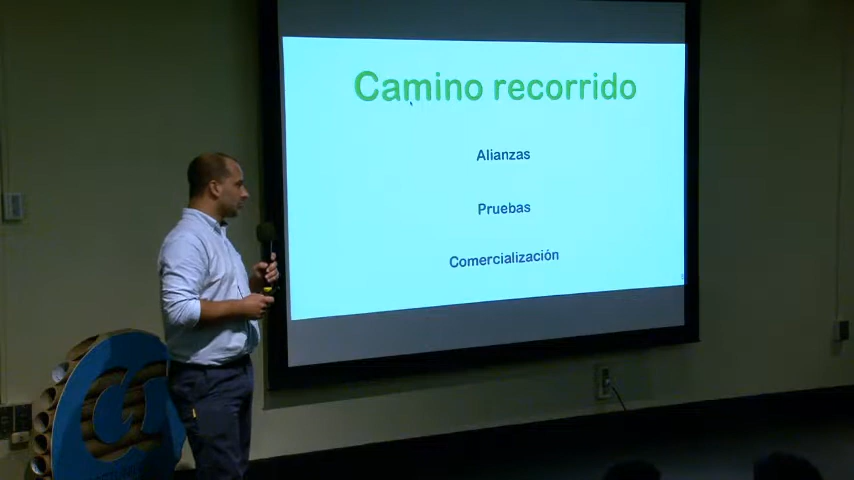 Camino recorrido
Alianzas
Pruebas
Comercialización